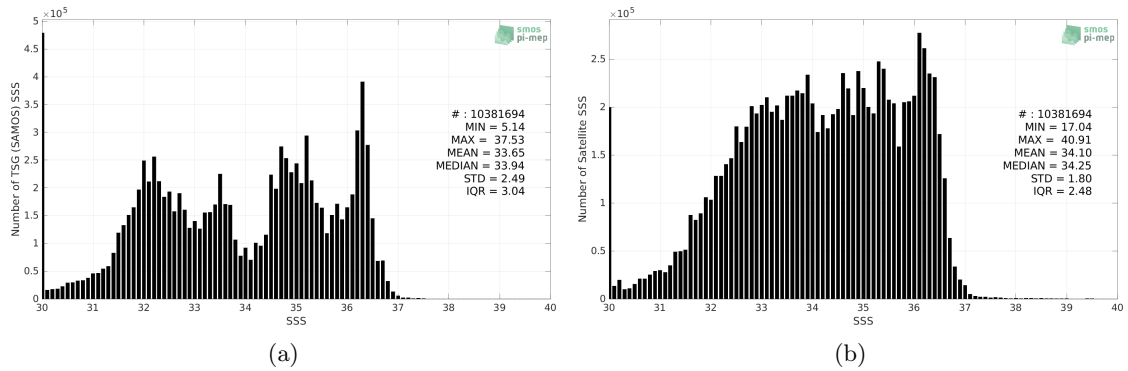 ×10⁵
5
4.5
4
3.5
3
2.5
2
1.5
1
0.5
0
Number of TSG (SAMOS) SSS
smos
pi-mep
# : 10381694
MIN = 5.14
MAX = 37.53
MEAN = 33.65
MEDIAN = 33.94
STD = 2.49
IQR = 3.04
30 31 32 33 34 35 36 37 38 39 40
SSS
(a)
×10⁵
2.5
2
1.5
1
0.5
0
Number of Satellite SSS
smos
pi-mep
# : 10381694
MIN = 17.04
MAX = 40.91
MEAN = 34.10
MEDIAN = 34.25
STD = 1.80
IQR = 2.48
30 31 32 33 34 35 36 37 38 39 40
SSS
(b)